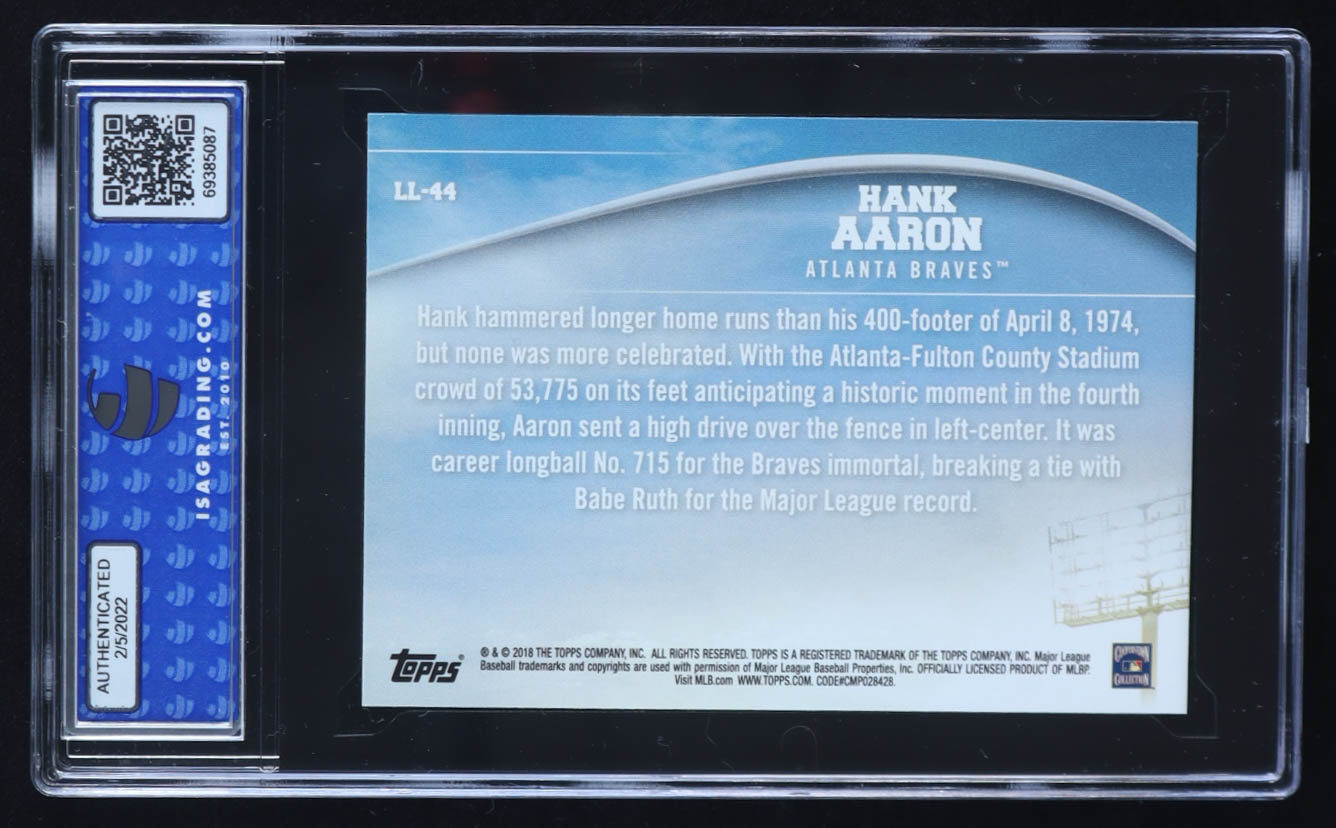 69385087
ISAGRADING.COM
EST. 2010
AUTHENTICATED
2/5/2022
LL-44
HANK
AARON
ATLANTA BRAVES™
Hank hammered longer home runs than his 400-footer of April 8, 1974,
but none was more celebrated. With the Atlanta-Fulton County Stadium
crowd of 53,775 on its feet anticipating a historic moment in the fourth
inning, Aaron sent a high drive over the fence in left-center. It was
career longball No. 715 for the Braves immortal, breaking a tie with
Babe Ruth for the Major League record.
topps®
® & © 2018 THE TOPPS COMPANY, INC. ALL RIGHTS RESERVED. TOPPS IS A REGISTERED TRADEMARK OF THE TOPPS COMPANY, INC. Major League
Baseball trademarks and copyrights are used with permission of Major League Baseball Properties, Inc. OFFICIALLY LICENSED PRODUCT OF MLBP.
Visit MLB.com WWW.TOPPS.COM. CODE#CMP028428.
COOPERSTOWN
COLLECTION